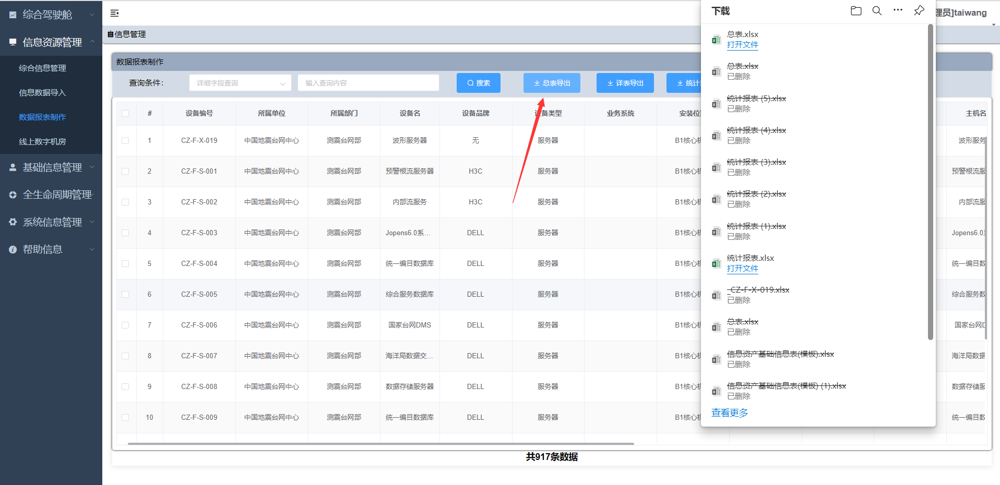 综合驾驶舱
信息资源管理
综合信息管理
信息数据导入
数据报表制作
线上数字机房
基础信息管理
全生命周期管理
系统信息管理
帮助信息
理员]taiwang
信息管理
数据报表制作
查询条件：
详细字段查询
输入查询内容
搜索
总表导出
详表导出
统计
# 设备编号 所属单位 所属部门 设备名 设备品牌 设备类型 业务系统 安装位 主机名
1 CZ-F-X-019 中国地震台网中心 测震台网部 波形服务器 无 服务器 B1核心机 波形服务
2 CZ-F-S-001 中国地震台网中心 测震台网部 预警根流服务器 H3C 服务器 B1核心机 预警根流服
3 CZ-F-S-002 中国地震台网中心 测震台网部 内部流服务 H3C 服务器 B1核心机 内部流服
4 CZ-F-S-003 中国地震台网中心 测震台网部 Jopens6.0系... DELL 服务器 B1核心机 Jopens6.0
5 CZ-F-S-004 中国地震台网中心 测震台网部 统一编目数据库 DELL 服务器 B1核心机 统一编目数
6 CZ-F-S-005 中国地震台网中心 测震台网部 综合服务数据库 DELL 服务器 B1核心机 综合服务数
7 CZ-F-S-006 中国地震台网中心 测震台网部 国家台网DMS DELL 服务器 B1核心机 国家台网D
8 CZ-F-S-007 中国地震台网中心 测震台网部 海洋局数据交... DELL 服务器 B1核心机 海洋局数据
9 CZ-F-S-008 中国地震台网中心 测震台网部 数据存储服务器 DELL 服务器 B1核心机 数据存储服
10 CZ-F-S-009 中国地震台网中心 测震台网部 统一编目数据库 DELL 服务器 B1核心机 统一编目数
共917条数据
下载
总表.xlsx
打开文件
总表.xlsx
已删除
统计报表 (5).xlsx
已删除
统计报表 (4).xlsx
已删除
统计报表 (3).xlsx
已删除
统计报表 (2).xlsx
已删除
统计报表 (1).xlsx
已删除
统计报表.xlsx
打开文件
_CZ-F-X-019.xlsx
已删除
总表.xlsx
已删除
信息资产基础信息表(模板).xlsx
已删除
信息资产基础信息表(模板) (1).xlsx
已删除
查看更多